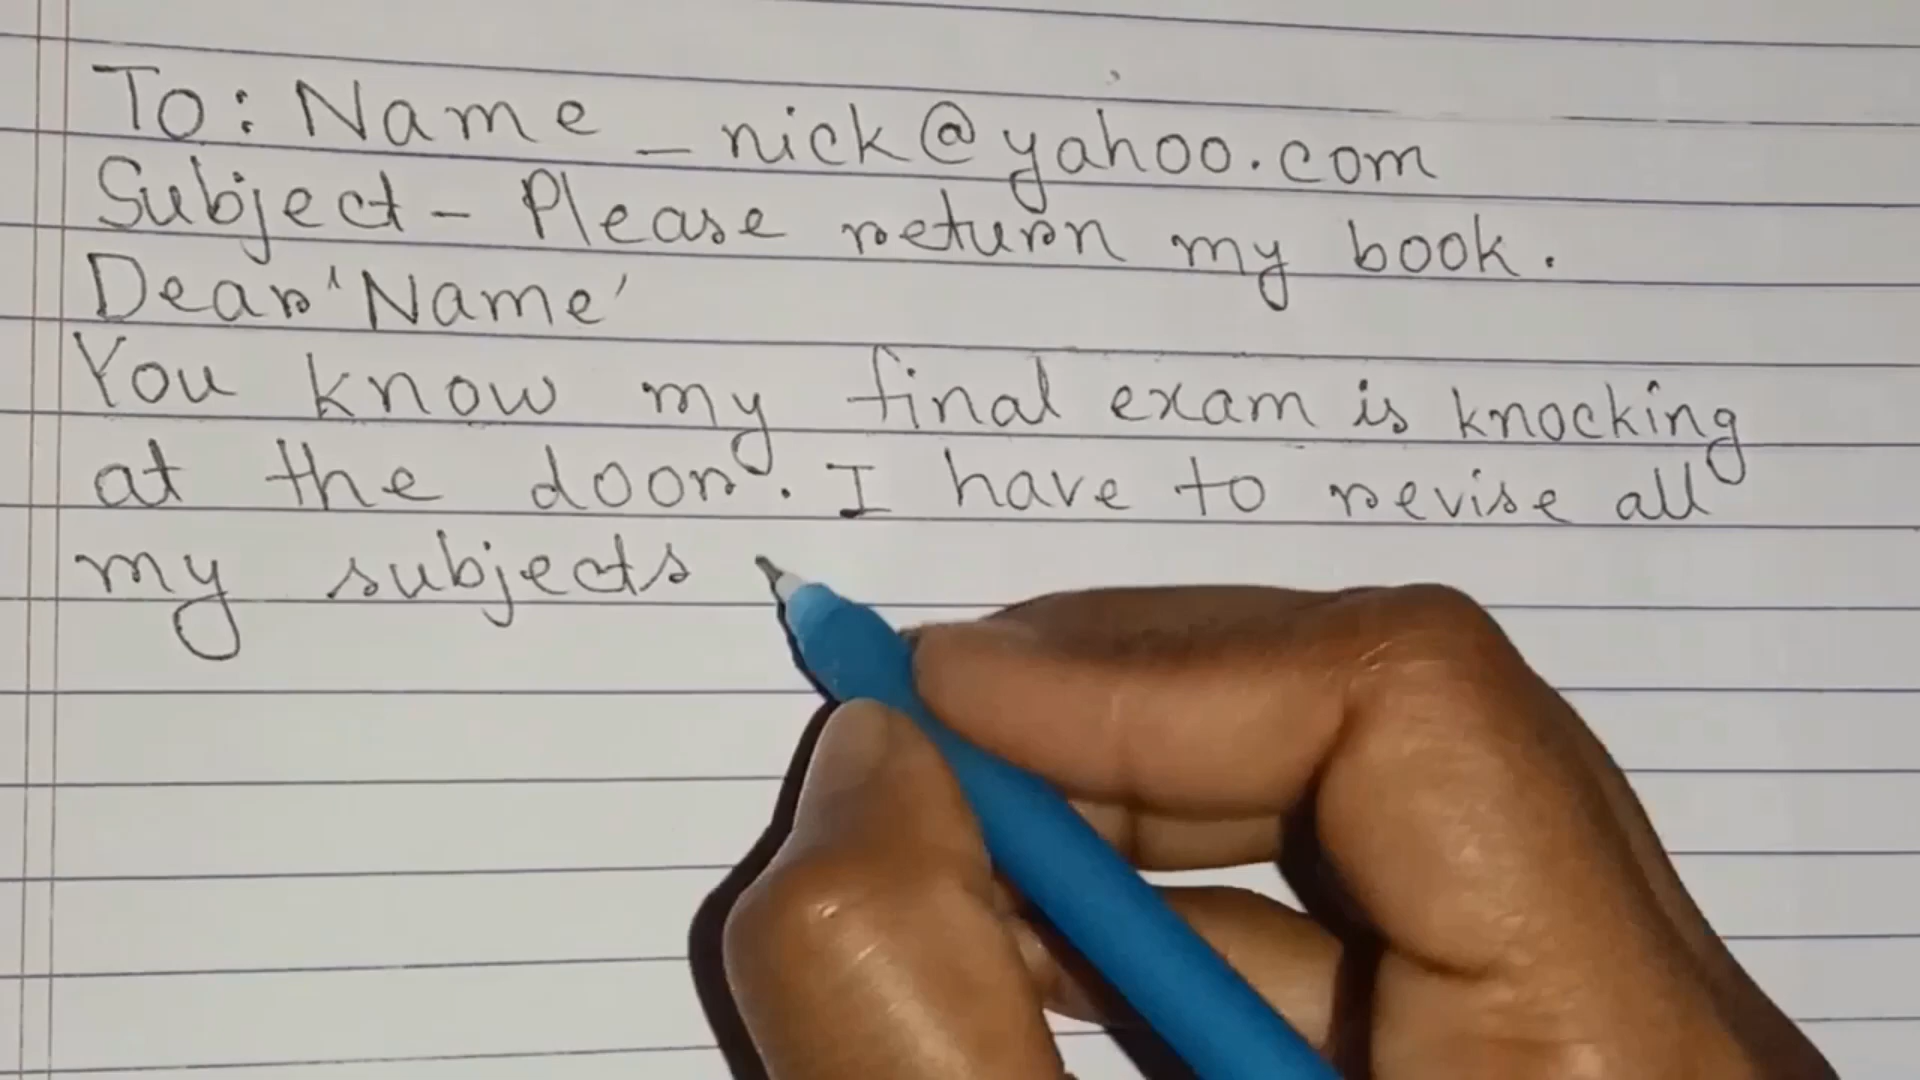 To: Name _nick@yahoo.com
Subject - Please return my book.
Dear 'Name'
You know my final exam is knocking
at the door. I have to revise all
my subjects